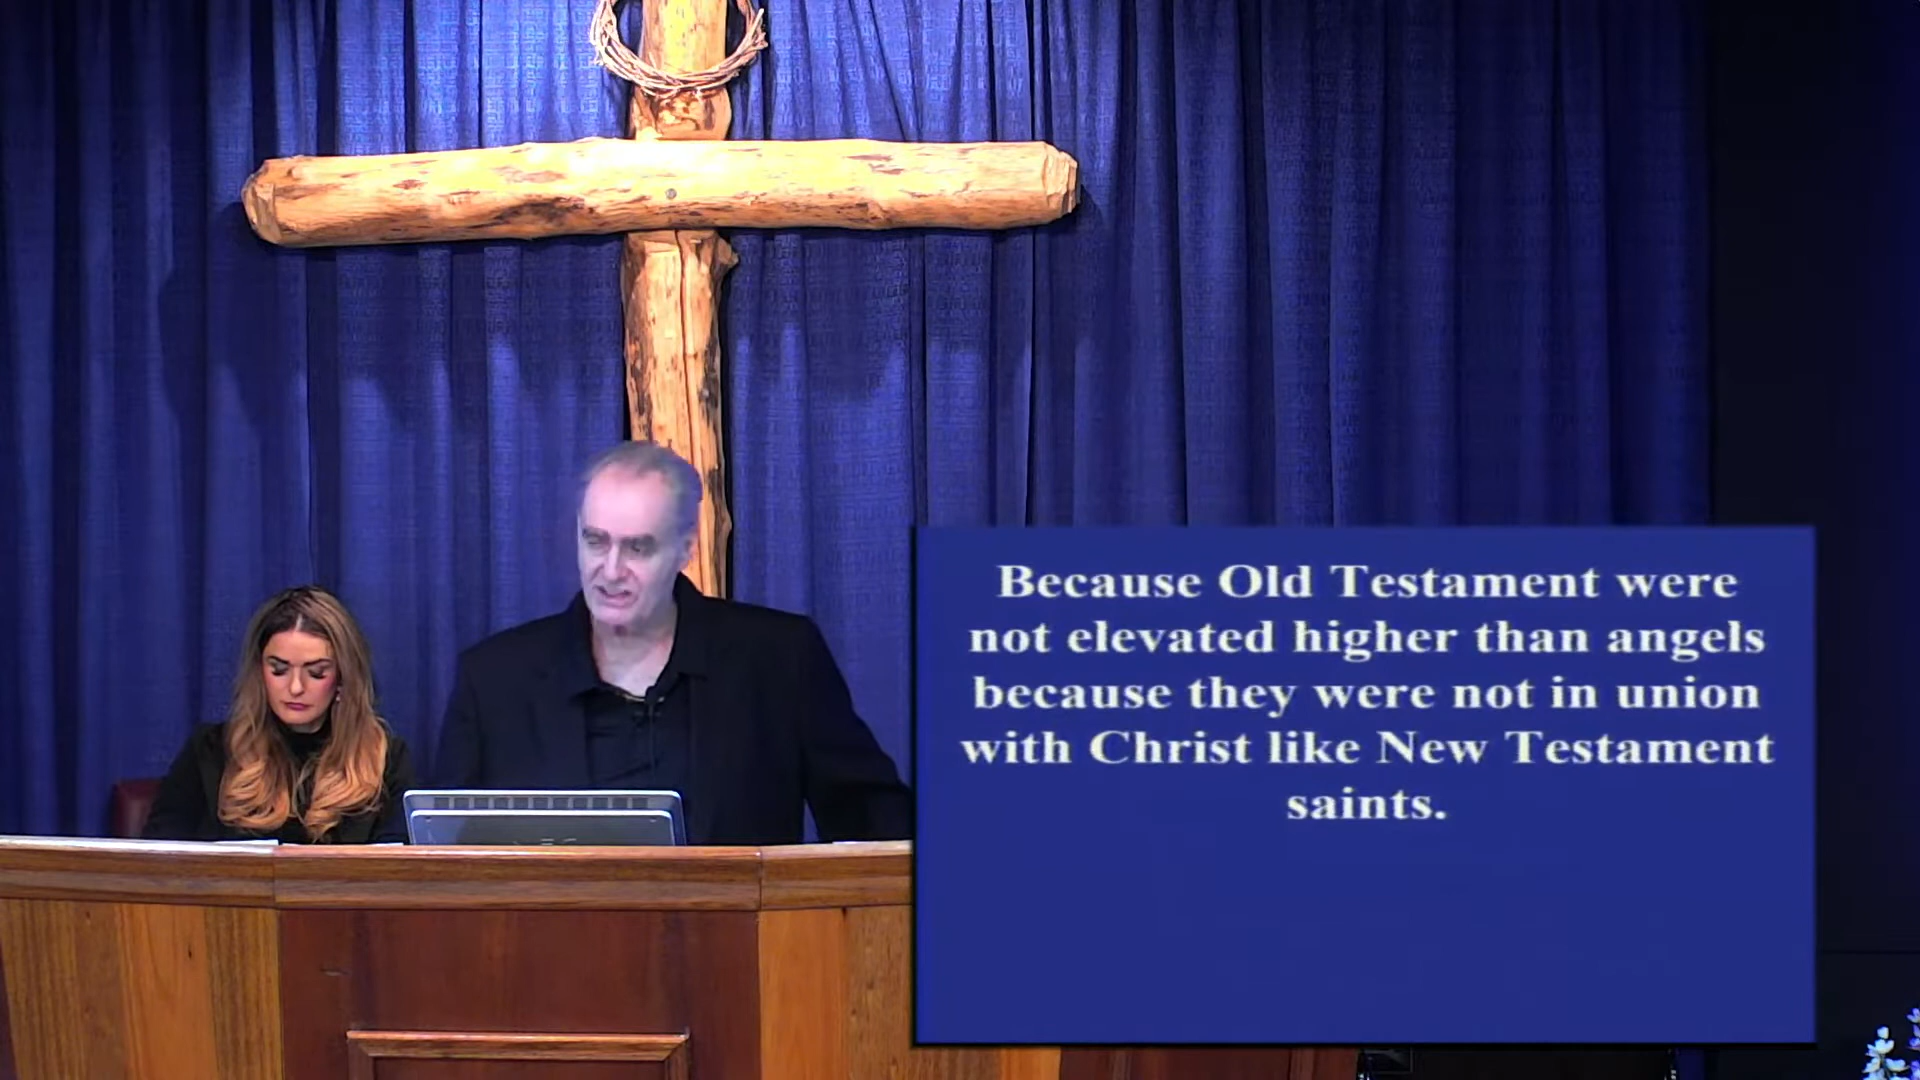 Because Old Testament were
not elevated higher than angels
because they were not in union
with Christ like New Testament
saints.